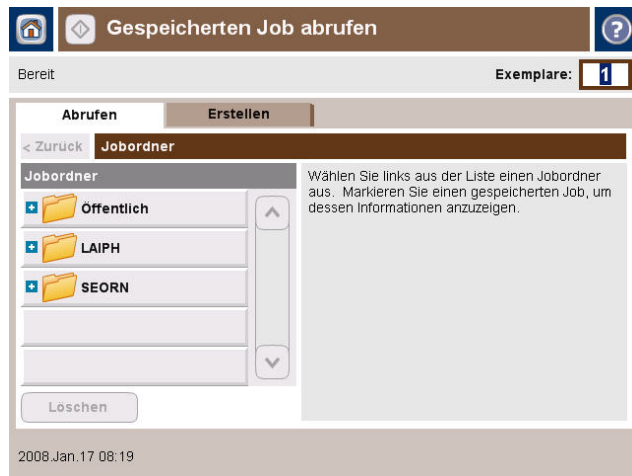 Gespeicherten Job abrufen
?
Bereit
Exemplare: 1
Abrufen
Erstellen
< Zurück
Jobordner
Jobordner
Öffentlich
LAIPH
SEORN
Wählen Sie links aus der Liste einen Jobordner
aus. Markieren Sie einen gespeicherten Job, um
dessen Informationen anzuzeigen.
Löschen
2008.Jan.17 08:19